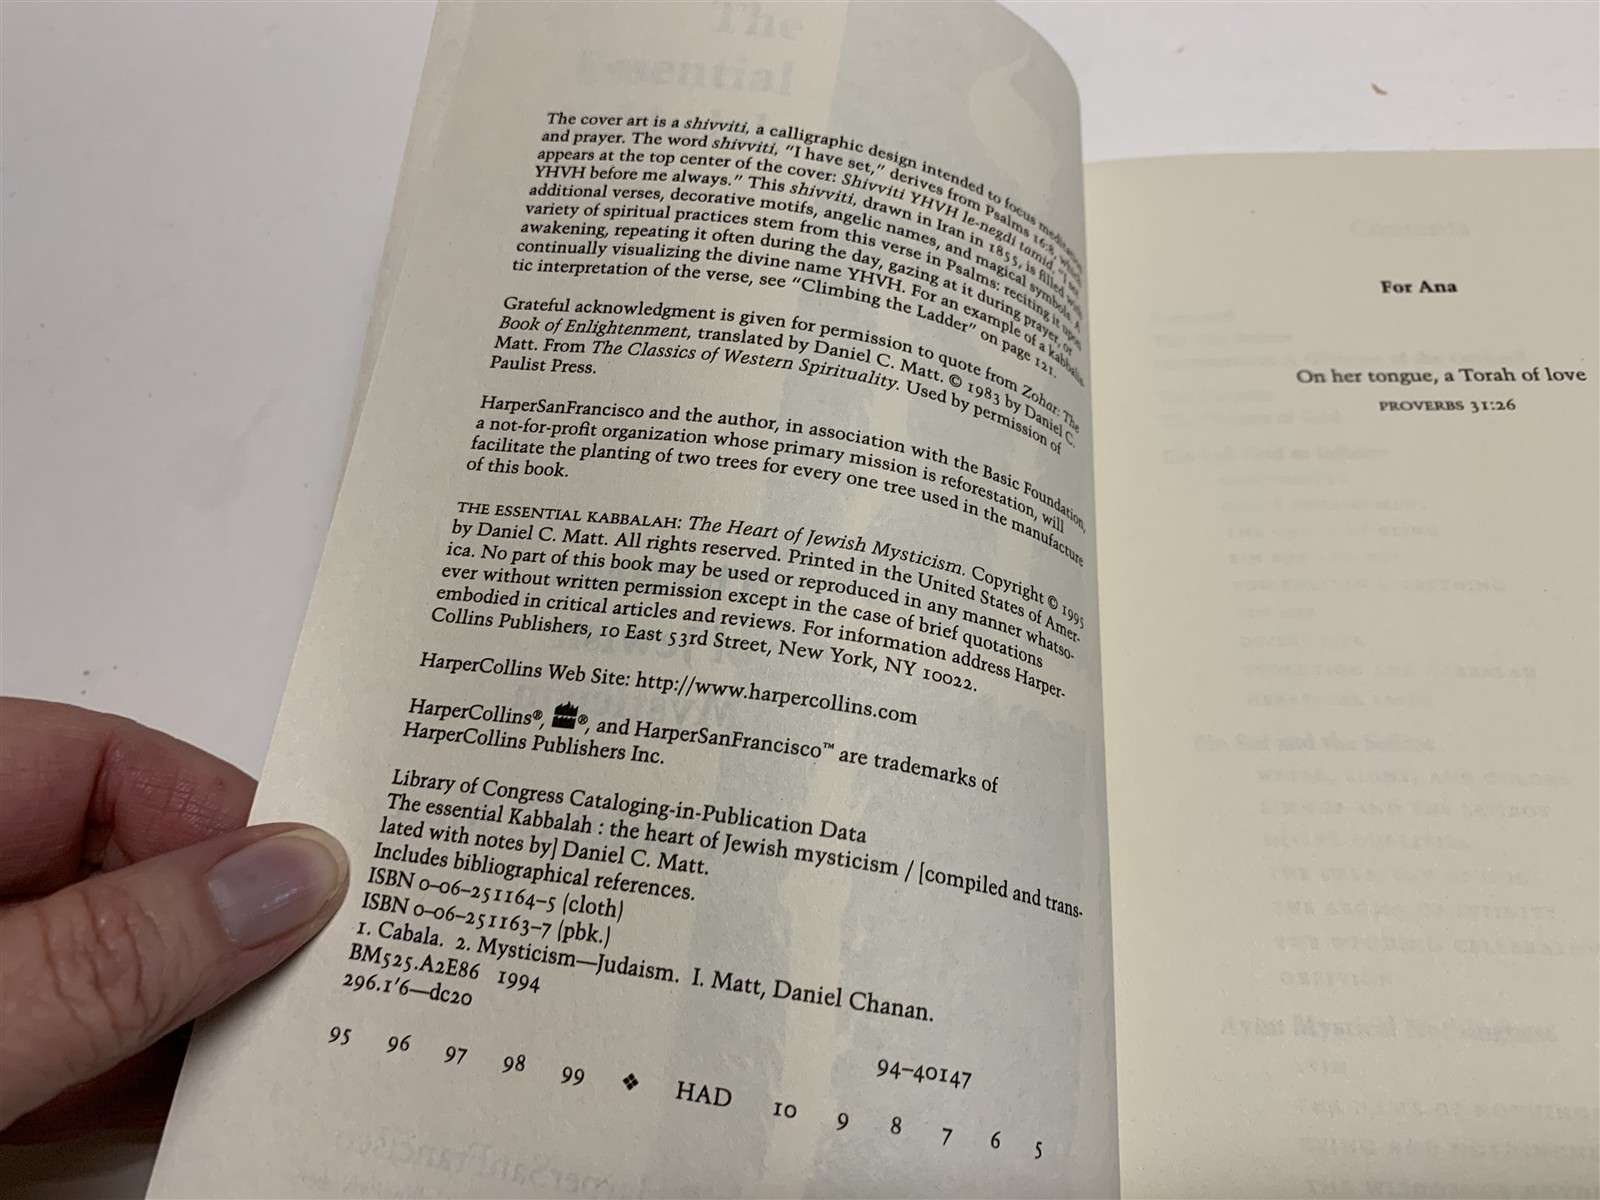 The cover art is a shivviti, a calligraphic design intended to focus meditation
and prayer. The word shivviti, "I have set," derives from Psalms 16:8, which
appears at the top center of the cover: Shivviti YHVH le-negdi tamid, "I set
YHVH before me always." This shivviti, drawn in Iran in 1855, is filled with
additional verses, decorative motifs, angelic names, and magical symbols. A
variety of spiritual practices stem from this verse in Psalms: reciting it upon
awakening, repeating it often during the day, gazing at it during prayer, or
continually visualizing the divine name YHVH. For an example of a kabbalis-
tic interpretation of the verse, see "Climbing the Ladder" on page 121.
Grateful acknowledgment is given for permission to quote from Zohar: The
Book of Enlightenment, translated by Daniel C. Matt. © 1983 by Daniel C.
Matt. From The Classics of Western Spirituality. Used by permission of
Paulist Press.
HarperSanFrancisco and the author, in association with the Basic Foundation,
a not-for-profit organization whose primary mission is reforestation, will
facilitate the planting of two trees for every one tree used in the manufacture
of this book.
THE ESSENTIAL KABBALAH: The Heart of Jewish Mysticism. Copyright © 1995
by Daniel C. Matt. All rights reserved. Printed in the United States of Amer-
ica. No part of this book may be used or reproduced in any manner whatso-
ever without written permission except in the case of brief quotations
embodied in critical articles and reviews. For information address Harper-
Collins Publishers, 10 East 53rd Street, New York, NY 10022.
HarperCollins Web Site: http://www.harpercollins.com
HarperCollins®, ®, and HarperSanFrancisco™ are trademarks of
HarperCollins Publishers Inc.
Library of Congress Cataloging-in-Publication Data
The essential Kabbalah : the heart of Jewish mysticism / [compiled and trans-
lated with notes by] Daniel C. Matt.
Includes bibliographical references.
ISBN 0–06–251164–5 (cloth)
ISBN 0–06–251163–7 (pbk.)
1. Cabala. 2. Mysticism—Judaism. I. Matt, Daniel Chanan.
BM525.A2E86 1994
296.1'6—dc20
94–40147
95 96 97 98 99 ❖ HAD 10 9 8 7 6 5
For Ana
On her tongue, a Torah of love
PROVERBS 31:26